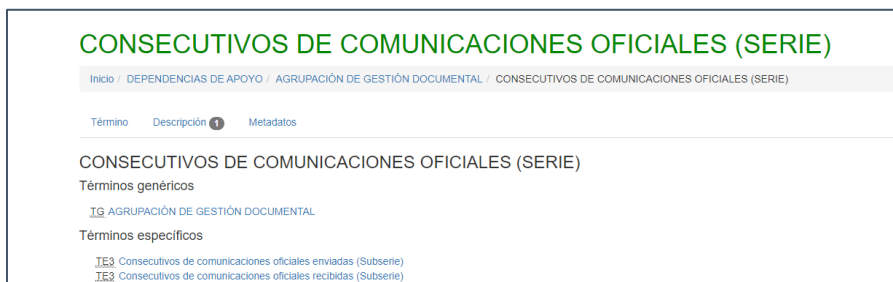 CONSECUTIVOS DE COMUNICACIONES OFICIALES (SERIE)
Inicio / DEPENDENCIAS DE APOYO / AGRUPACIÓN DE GESTIÓN DOCUMENTAL / CONSECUTIVOS DE COMUNICACIONES OFICIALES (SERIE)
Término Descripción 1 Metadatos
CONSECUTIVOS DE COMUNICACIONES OFICIALES (SERIE)
Términos genéricos
TG AGRUPACIÓN DE GESTIÓN DOCUMENTAL
Términos específicos
TE3 Consecutivos de comunicaciones oficiales enviadas (Subserie)
TE3 Consecutivos de comunicaciones oficiales recibidas (Subserie)